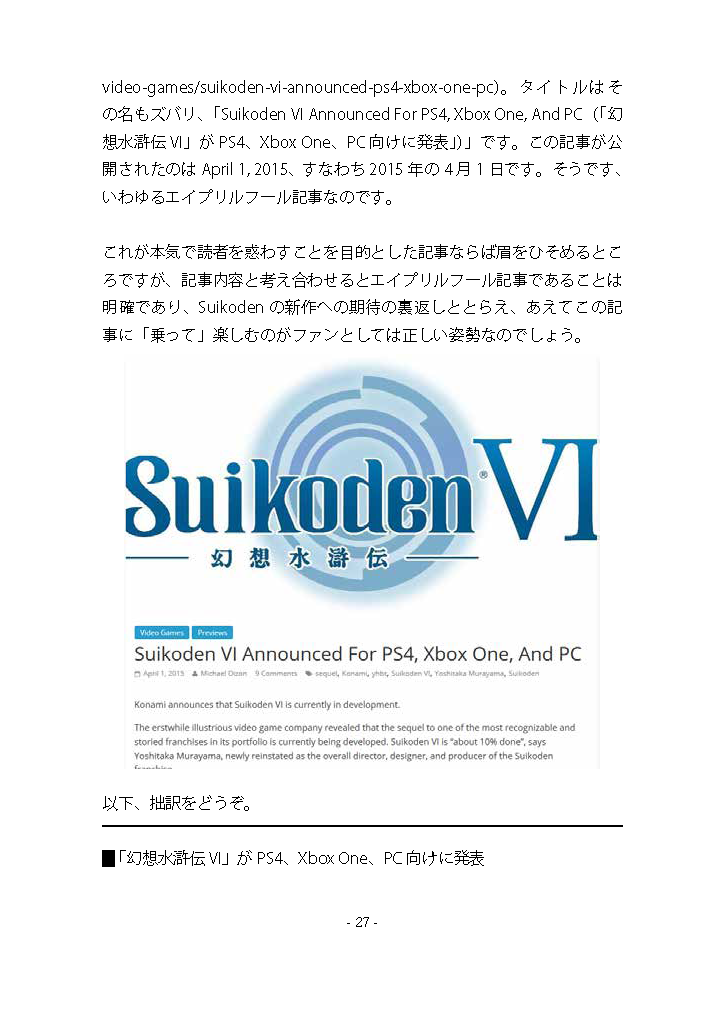 video-games/suikoden-vi-announced-ps4-xbox-one-pc)。タイトルはそ
の名もズバリ、「Suikoden VI Announced For PS4, Xbox One, And PC（「幻
想水滸伝 VI」が PS4、Xbox One、PC 向けに発表」）」です。この記事が公
開されたのは April 1, 2015、すなわち 2015 年の 4 月 1 日です。そうです、
いわゆるエイプリルフール記事なのです。
これが本気で読者を惑わすことを目的とした記事ならば眉をひそめるとこ
ろですが、記事内容と考え合わせるとエイプリルフール記事であることは
明確であり、Suikoden の新作への期待の裏返しととらえ、あえてこの記
事に「乗って」楽しむのがファンとしては正しい姿勢なのでしょう。
Suikoden® VI
幻想水滸伝
Video Games Previews
Suikoden VI Announced For PS4, Xbox One, And PC
April 1, 2015 Michael Dizon 9 Comments sequel, Konami, yhbt, Suikoden VI, Yoshitaka Murayama, Suikoden
Konami announces that Suikoden VI is currently in development.
The erstwhile illustrious video game company revealed that the sequel to one of the most recognizable and
storied franchises in its portfolio is currently being developed. Suikoden VI is “about 10% done”, says
Yoshitaka Murayama, newly reinstated as the overall director, designer, and producer of the Suikoden
franchise
以下、拙訳をどうぞ。
■「幻想水滸伝 VI」が PS4、Xbox One、PC 向けに発表
- 27 -